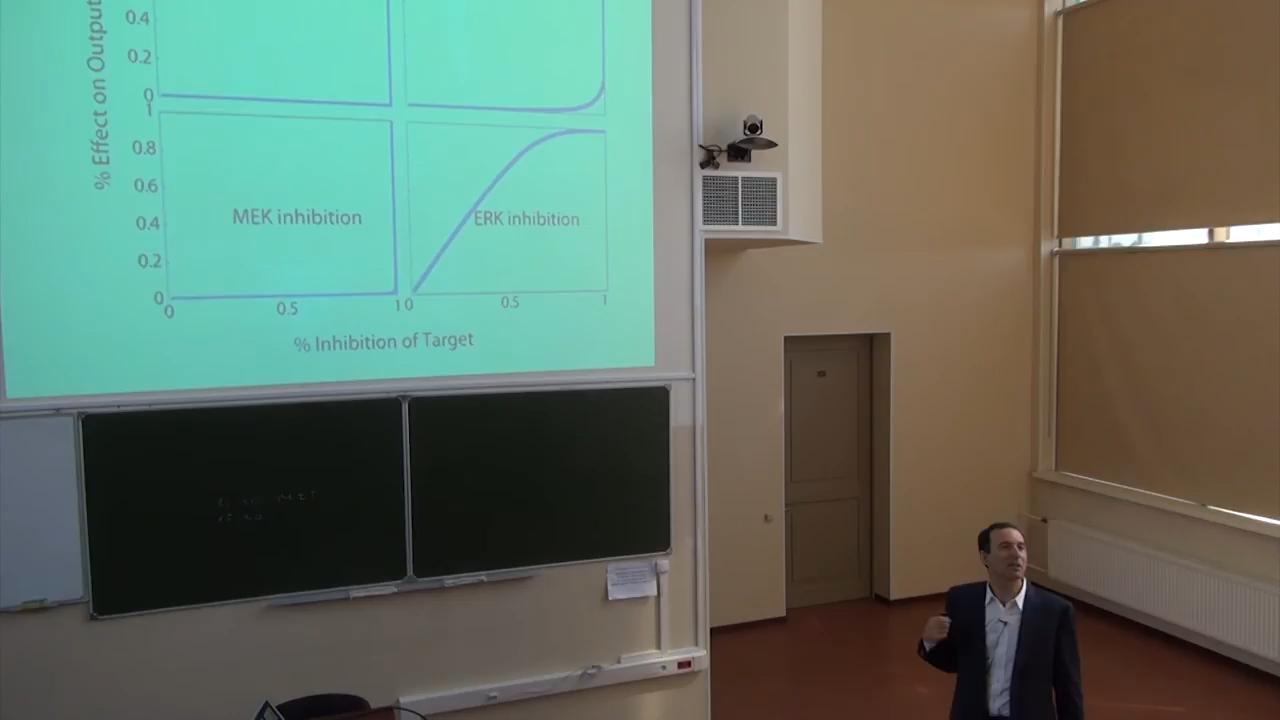 % Effect on Output
0.4
0.2
0
1
0.8
0.6
0.4
0.2
0
MEK inhibition
ERK inhibition
0 0.5 1 0 0.5 1
% Inhibition of Target